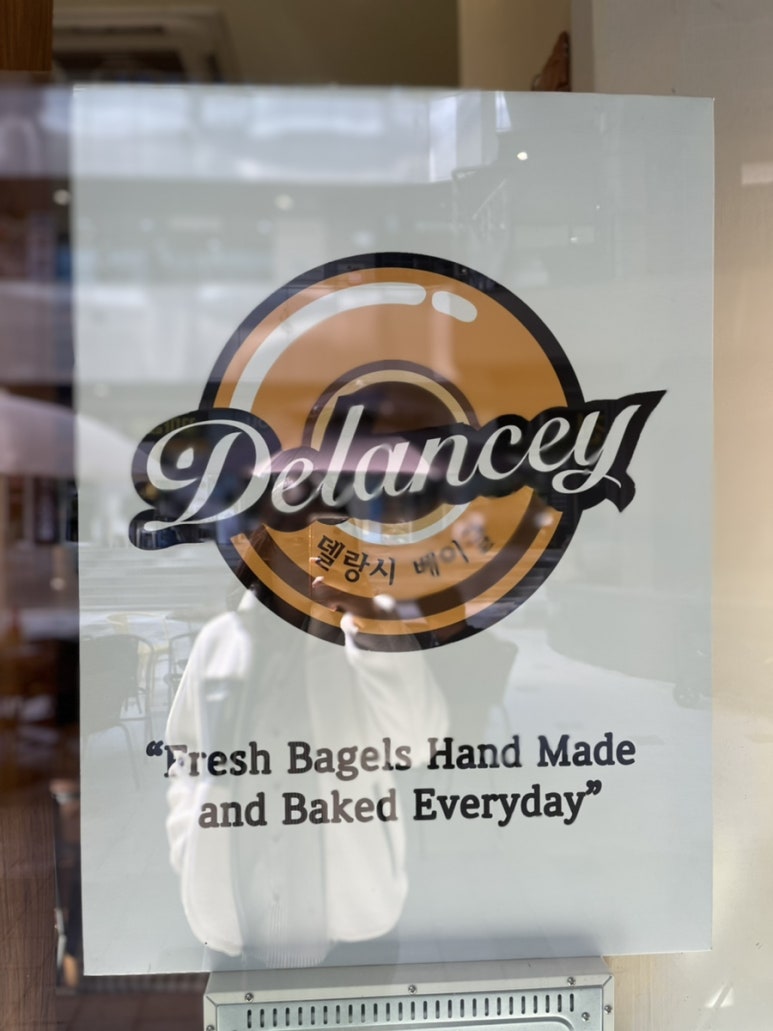 Delancey
델랑시 베이글
“Fresh Bagels Hand Made
and Baked Everyday”